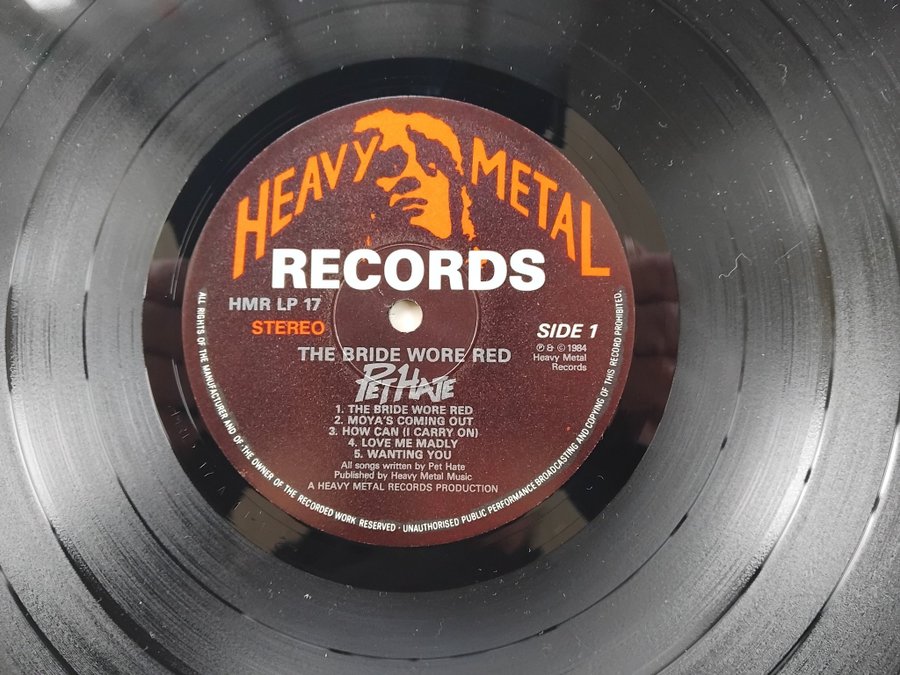 HEAVY METAL
RECORDS
HMR LP 17
STEREO
SIDE 1
℗ & © 1984
Heavy Metal
Records
THE BRIDE WORE RED
PET HATE
1. THE BRIDE WORE RED
2. MOYA'S COMING OUT
3. HOW CAN (I CARRY ON)
4. LOVE ME MADLY
5. WANTING YOU
All songs written by Pet Hate
Published by Heavy Metal Music
A HEAVY METAL RECORDS PRODUCTION
ALL RIGHTS OF THE MANUFACTURER AND OF THE OWNER OF THE RECORDED WORK RESERVED · UNAUTHORISED PUBLIC PERFORMANCE BROADCASTING AND COPYING OF THIS RECORD PROHIBITED.